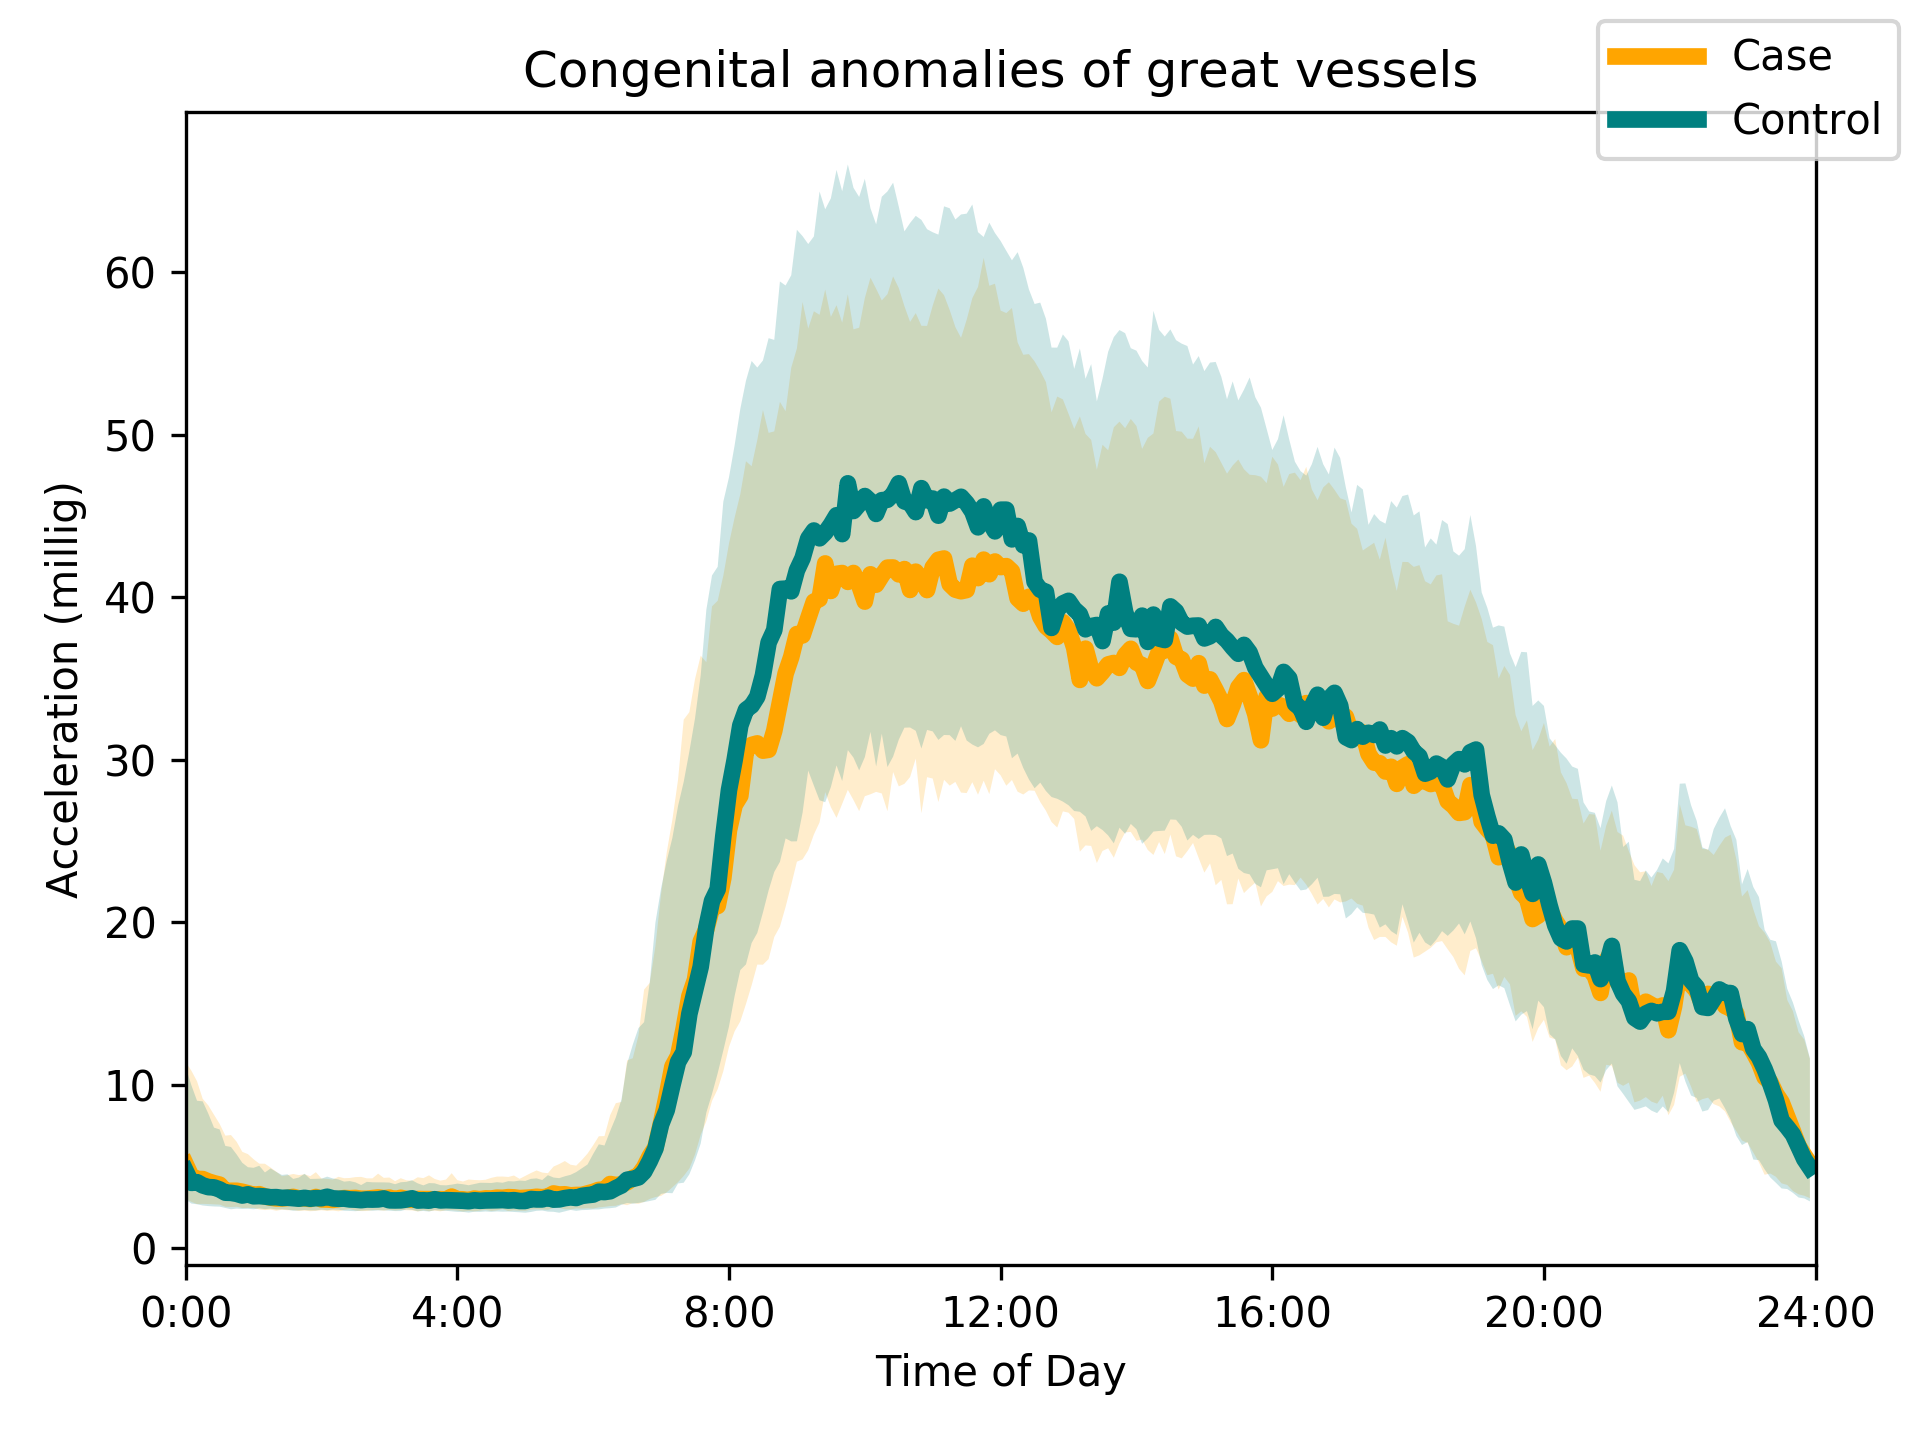 Congenital anomalies of great vessels
Case
Control
Acceleration (millig)
60
50
40
30
20
10
0
0:00 4:00 8:00 12:00 16:00 20:00 24:00
Time of Day